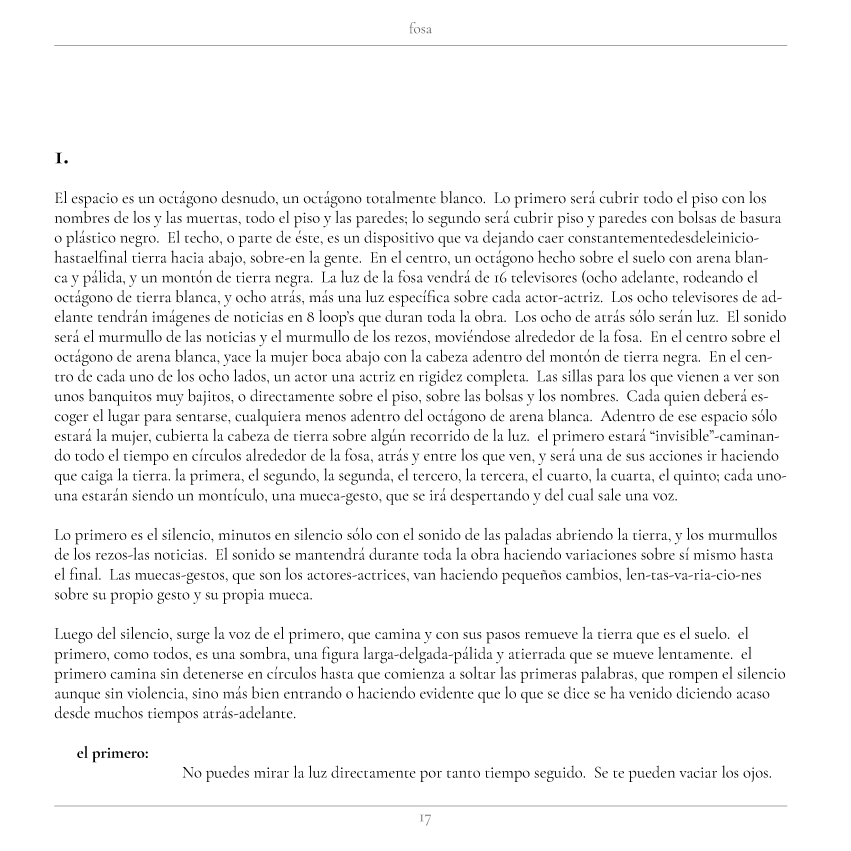 fosa
1.
El espacio es un octágono desnudo, un octágono totalmente blanco.  Lo primero será cubrir todo el piso con los
nombres de los y las muertas, todo el piso y las paredes; lo segundo será cubrir piso y paredes con bolsas de basura
o plástico negro.  El techo, o parte de éste, es un dispositivo que va dejando caer constantementedesdeleinicio-
hastaelfinal tierra hacia abajo, sobre-en la gente.  En el centro, un octágono hecho sobre el suelo con arena blan-
ca y pálida, y un montón de tierra negra.  La luz de la fosa vendrá de 16 televisores (ocho adelante, rodeando el
octágono de tierra blanca, y ocho atrás, más una luz específica sobre cada actor-actriz.  Los ocho televisores de ad-
elante tendrán imágenes de noticias en 8 loop's que duran toda la obra.  Los ocho de atrás sólo serán luz.  El sonido
será el murmullo de las noticias y el murmullo de los rezos, moviéndose alrededor de la fosa.  En el centro sobre el
octágono de arena blanca, yace la mujer boca abajo con la cabeza adentro del montón de tierra negra.  En el cen-
tro de cada uno de los ocho lados, un actor una actriz en rigidez completa.  Las sillas para los que vienen a ver son
unos banquitos muy bajitos, o directamente sobre el piso, sobre las bolsas y los nombres.  Cada quien deberá es-
coger el lugar para sentarse, cualquiera menos adentro del octágono de arena blanca.  Adentro de ese espacio sólo
estará la mujer, cubierta la cabeza de tierra sobre algún recorrido de la luz.  el primero estará “invisible”-caminan-
do todo el tiempo en círculos alrededor de la fosa, atrás y entre los que ven, y será una de sus acciones ir haciendo
que caiga la tierra. la primera, el segundo, la segunda, el tercero, la tercera, el cuarto, la cuarta, el quinto; cada uno-
una estarán siendo un montículo, una mueca-gesto, que se irá despertando y del cual sale una voz.
Lo primero es el silencio, minutos en silencio sólo con el sonido de las paladas abriendo la tierra, y los murmullos
de los rezos-las noticias.  El sonido se mantendrá durante toda la obra haciendo variaciones sobre sí mismo hasta
el final.  Las muecas-gestos, que son los actores-actrices, van haciendo pequeños cambios, len-tas-va-ria-cio-nes
sobre su propio gesto y su propia mueca.
Luego del silencio, surge la voz de el primero, que camina y con sus pasos remueve la tierra que es el suelo.  el
primero, como todos, es una sombra, una figura larga-delgada-pálida y atierrada que se mueve lentamente.  el
primero camina sin detenerse en círculos hasta que comienza a soltar las primeras palabras, que rompen el silencio
aunque sin violencia, sino más bien entrando o haciendo evidente que lo que se dice se ha venido diciendo acaso
desde muchos tiempos atrás-adelante.
el primero:
No puedes mirar la luz directamente por tanto tiempo seguido.  Se te pueden vaciar los ojos.
17